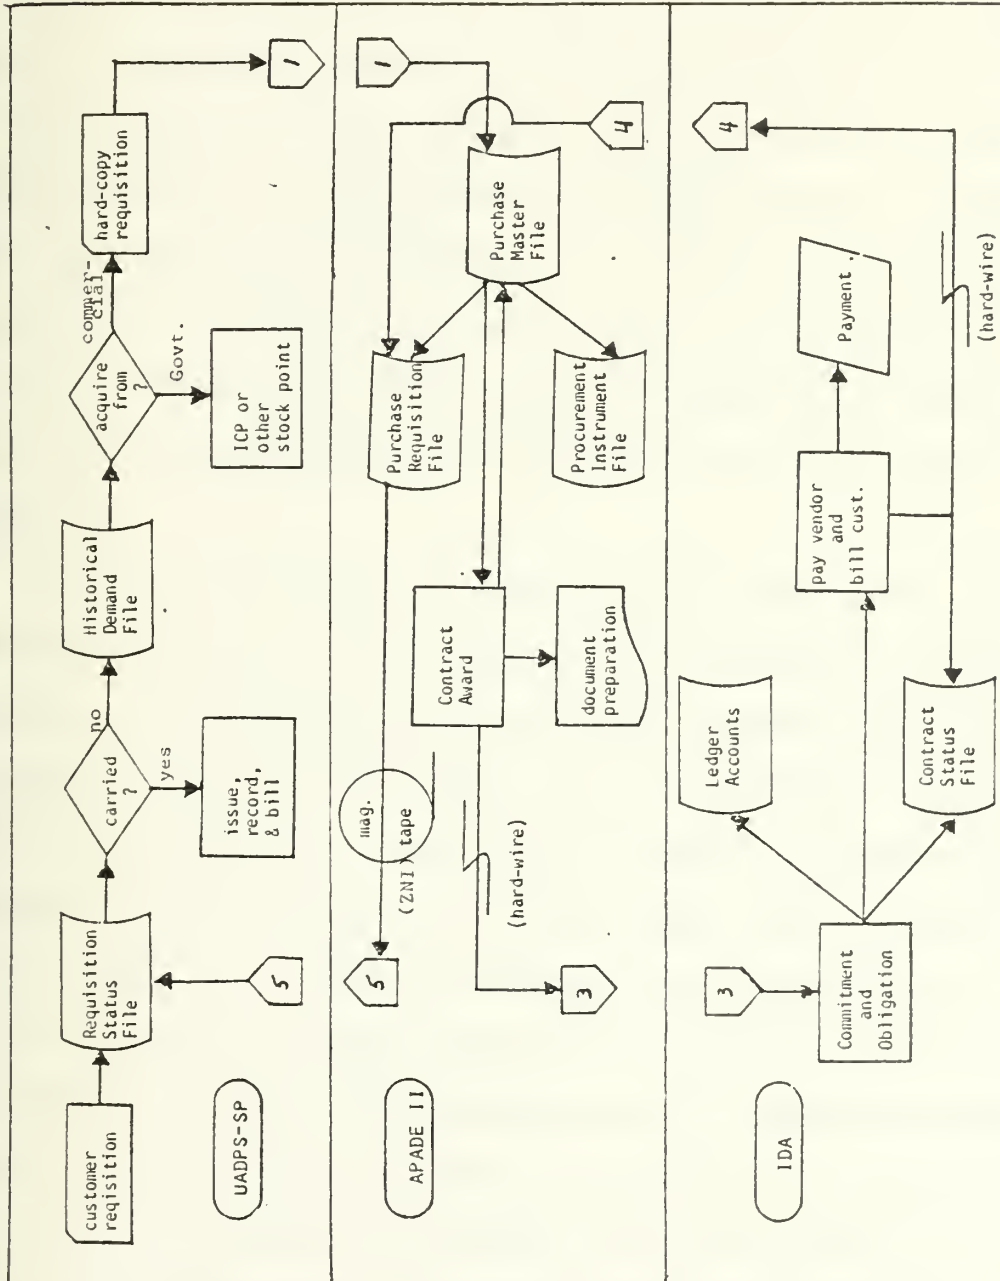 customer
reqisition
UADPS-SP
Requisition
Status
File
5
carried
?
no
yes
issue,
record,
& bill
Historical
Demand
File
acquire
from
?
commer-
cial
Govt.
ICP or
other
stock point
hard-copy
requisition
1
APADE II
5
3
mag.
(ZNI) tape
(hard-wire)
Contract
Award
document
preparation
Purchase
Requisition
File
Procurement
Instrument
File
Purchase
Master
File
1
4
IDA
3
Commitment
and
Obligation
Ledger
Accounts
Contract
Status
File
pay vendor
and
bill cust.
Payment .
4
(hard-wire)